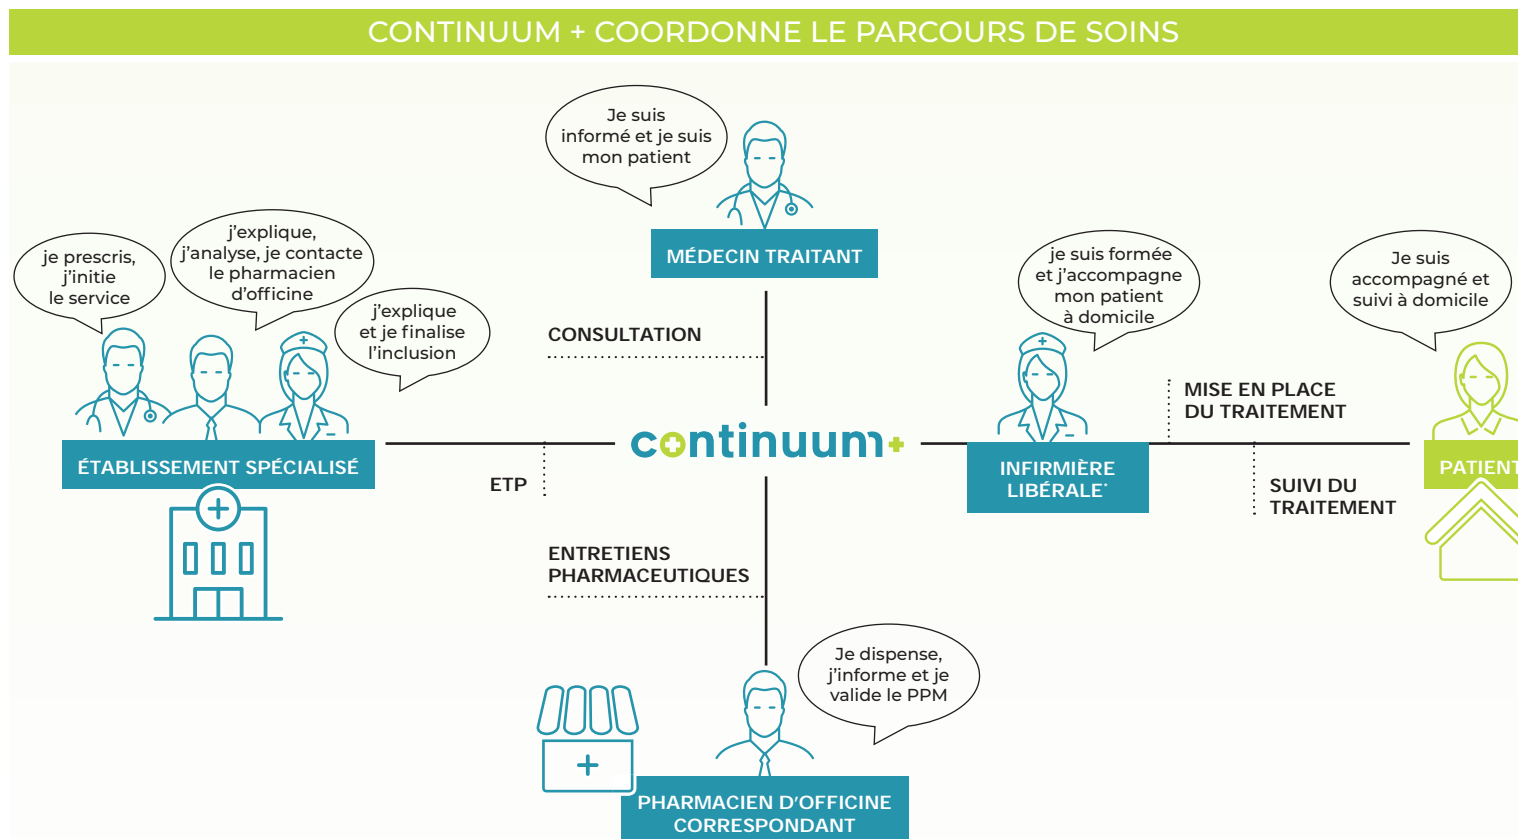 CONTINUUM + COORDONNE LE PARCOURS DE SOINS
Je suis
informé et je suis
mon patient
MÉDECIN TRAITANT
je prescris,
j'initie
le service
j'explique,
j'analyse, je contacte
le pharmacien
d'officine
j'explique
et je finalise
l'inclusion
ÉTABLISSEMENT SPÉCIALISÉ
CONSULTATION
ETP
continuum+
je suis formée
et j'accompagne
mon patient
à domicile
INFIRMIÈRE
LIBÉRALE*
MISE EN PLACE
DU TRAITEMENT
SUIVI DU
TRAITEMENT
Je suis
accompagné et
suivi à domicile
PATIENT
ENTRETIENS
PHARMACEUTIQUES
Je dispense,
j'informe et je
valide le PPM
PHARMACIEN D'OFFICINE
CORRESPONDANT